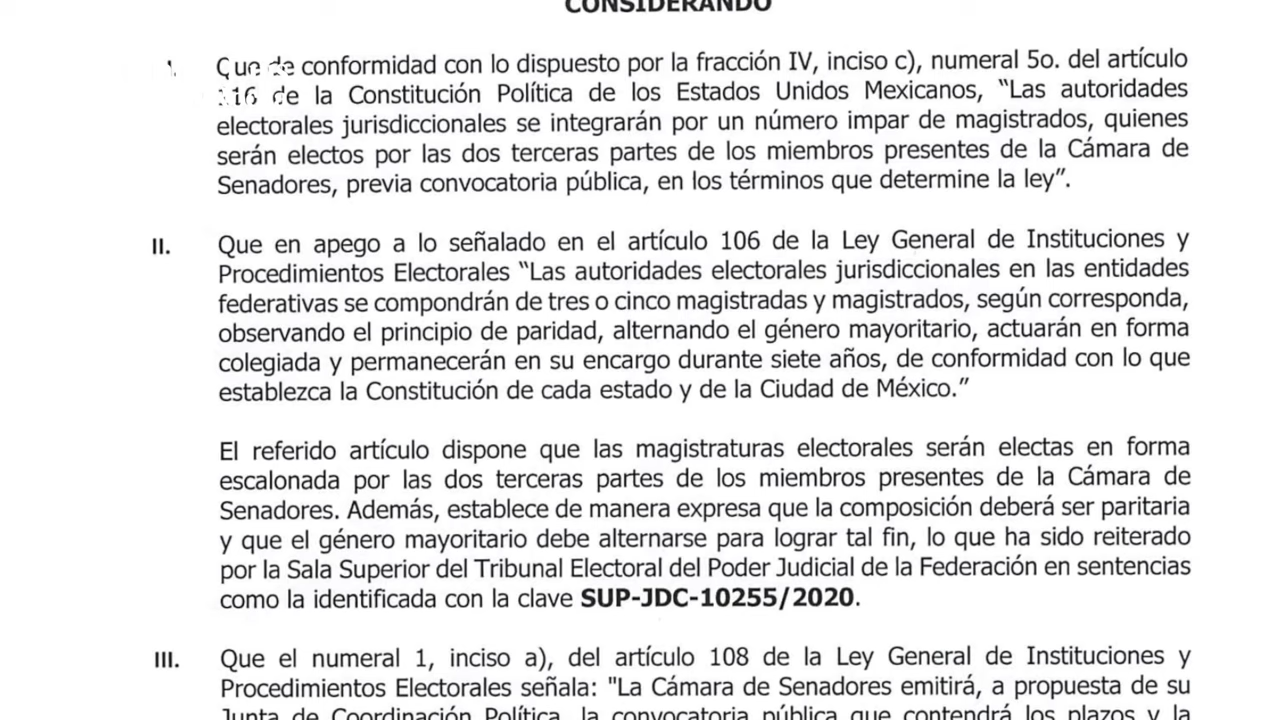 CONSIDERANDO
I. Que de conformidad con lo dispuesto por la fracción IV, inciso c), numeral 5o. del artículo
116 de la Constitución Política de los Estados Unidos Mexicanos, “Las autoridades
electorales jurisdiccionales se integrarán por un número impar de magistrados, quienes
serán electos por las dos terceras partes de los miembros presentes de la Cámara de
Senadores, previa convocatoria pública, en los términos que determine la ley”.
II. Que en apego a lo señalado en el artículo 106 de la Ley General de Instituciones y
Procedimientos Electorales “Las autoridades electorales jurisdiccionales en las entidades
federativas se compondrán de tres o cinco magistradas y magistrados, según corresponda,
observando el principio de paridad, alternando el género mayoritario, actuarán en forma
colegiada y permanecerán en su encargo durante siete años, de conformidad con lo que
establezca la Constitución de cada estado y de la Ciudad de México.”
El referido artículo dispone que las magistraturas electorales serán electas en forma
escalonada por las dos terceras partes de los miembros presentes de la Cámara de
Senadores. Además, establece de manera expresa que la composición deberá ser paritaria
y que el género mayoritario debe alternarse para lograr tal fin, lo que ha sido reiterado
por la Sala Superior del Tribunal Electoral del Poder Judicial de la Federación en sentencias
como la identificada con la clave SUP-JDC-10255/2020.
III. Que el numeral 1, inciso a), del artículo 108 de la Ley General de Instituciones y
Procedimientos Electorales señala: "La Cámara de Senadores emitirá, a propuesta de su
Junta de Coordinación Política, la convocatoria pública que contendrá los plazos y la